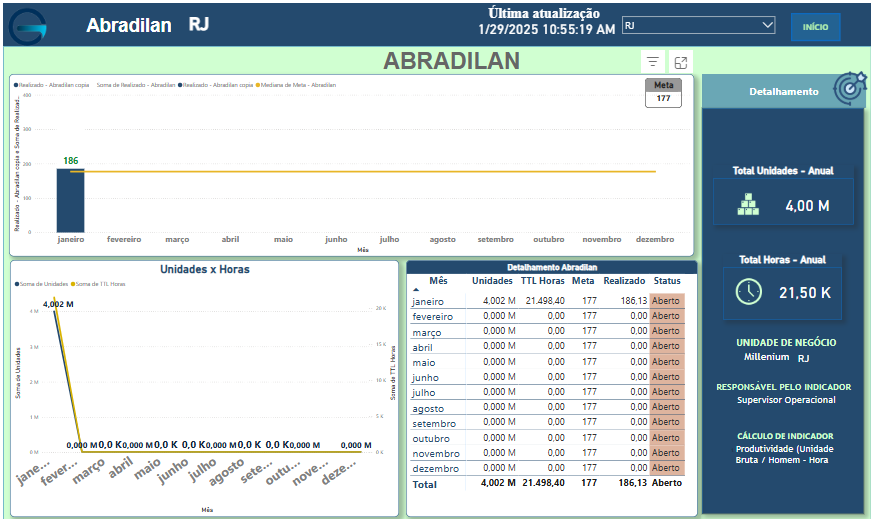 Abradilan RJ
Última atualização
1/29/2025 10:55:19 AM
RJ
INÍCIO
ABRADILAN
Realizado - Abradilan copia Soma de Realizado - Abradilan Realizado - Abradilan copia Mediana de Meta - Abradilan
Meta
177
Realizado - Abradilan copia e Soma de Realizad...
400
300
200
100
0
186
janeiro fevereiro março abril maio junho julho agosto setembro outubro novembro dezembro
Mês
Unidades x Horas
Soma de Unidades Soma de TTL Horas
Soma de Unidades
4 M
3 M
2 M
1 M
0 M
4,002 M
0,000 M 0,0 K 0,000 M 0,0 K 0,0 K 0,000 M 0,0 K 0,0 K 0,000 M 0,000 M
20 K
15 K
10 K
5 K
0 K
Soma de TTL Horas
jane... fever... março abril maio junho julho agosto sete... outu... nove... deze...
Mês
Detalhamento Abradilan
Mês Unidades TTL Horas Meta Realizado Status
janeiro 4,002 M 21.498,40 177 186,13 Aberto
fevereiro 0,000 M 0,00 177 0,00 Aberto
março 0,000 M 0,00 177 0,00 Aberto
abril 0,000 M 0,00 177 0,00 Aberto
maio 0,000 M 0,00 177 0,00 Aberto
junho 0,000 M 0,00 177 0,00 Aberto
julho 0,000 M 0,00 177 0,00 Aberto
agosto 0,000 M 0,00 177 0,00 Aberto
setembro 0,000 M 0,00 177 0,00 Aberto
outubro 0,000 M 0,00 177 0,00 Aberto
novembro 0,000 M 0,00 177 0,00 Aberto
dezembro 0,000 M 0,00 177 0,00 Aberto
Total 4,002 M 21.498,40 177 186,13 Aberto
Detalhamento
Total Unidades - Anual
4,00 M
Total Horas - Anual
21,50 K
UNIDADE DE NEGÓCIO
Millenium RJ
RESPONSÁVEL PELO INDICADOR
Supervisor Operacional
CÁLCULO DE INDICADOR
Produtividade (Unidade
Bruta / Homem - Hora